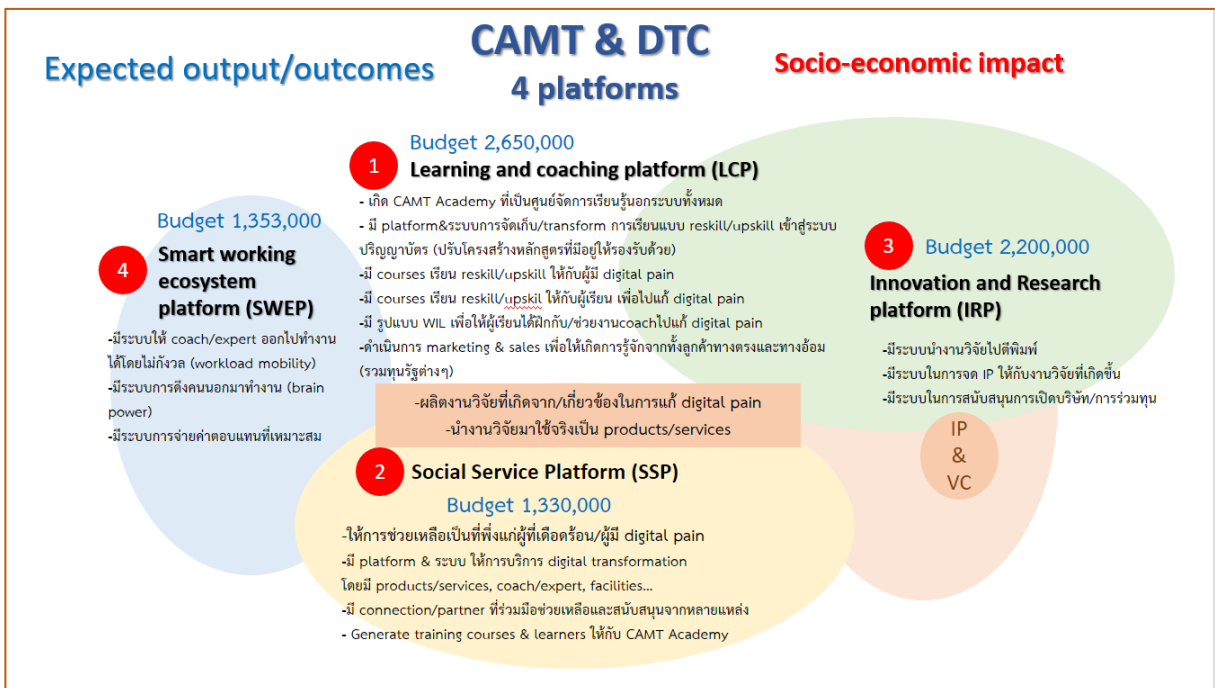 CAMT & DTC
4 platforms
Expected output/outcomes
Socio-economic impact
1
Budget 2,650,000
Learning and coaching platform (LCP)
- เกิด CAMT Academy ที่เป็นศูนย์จัดการเรียนรู้นอกระบบทั้งหมด
- มี platform&ระบบการจัดเก็บ/transform การเรียนแบบ reskill/upskill เข้าสู่ระบบ
ปริญญาบัตร (ปรับโครงสร้างหลักสูตรที่มีอยู่ให้รองรับด้วย)
-มี courses เรียน reskill/upskill ให้กับผู้มี digital pain
-มี courses เรียน reskill/upskil ให้กับผู้เรียน เพื่อไปแก้ digital pain
-มี รูปแบบ WIL เพื่อให้ผู้เรียนได้ฝึกกับ/ช่วยงานcoachไปแก้ digital pain
-ดำเนินการ marketing & sales เพื่อให้เกิดการรู้จักจากทั้งลูกค้าทางตรงและทางอ้อม
(รวมทุนรัฐต่างๆ)
-ผลิตงานวิจัยที่เกิดจาก/เกี่ยวข้องในการแก้ digital pain
-นำงานวิจัยมาใช้จริงเป็น products/services
2
Social Service Platform (SSP)
Budget 1,330,000
-ให้การช่วยเหลือเป็นที่พึ่งแก่ผู้ที่เดือดร้อน/ผู้มี digital pain
-มี platform & ระบบ ให้การบริการ digital transformation
โดยมี products/services, coach/expert, facilities...
-มี connection/partner ที่ร่วมมือช่วยเหลือและสนับสนุนจากหลายแหล่ง
- Generate training courses & learners ให้กับ CAMT Academy
3
Budget 2,200,000
Innovation and Research
platform (IRP)
-มีระบบนำงานวิจัยไปตีพิมพ์
-มีระบบในการจด IP ให้กับงานวิจัยที่เกิดขึ้น
-มีระบบในการสนับสนุนการเปิดบริษัท/การร่วมทุน
IP
&
VC
Budget 1,353,000
4
Smart working
ecosystem
platform (SWEP)
-มีระบบให้ coach/expert ออกไปทำงาน
ได้โดยไม่กังวล (workload mobility)
-มีระบบการดึงคนนอกมาทำงาน (brain
power)
-มีระบบการจ่ายค่าตอบแทนที่เหมาะสม